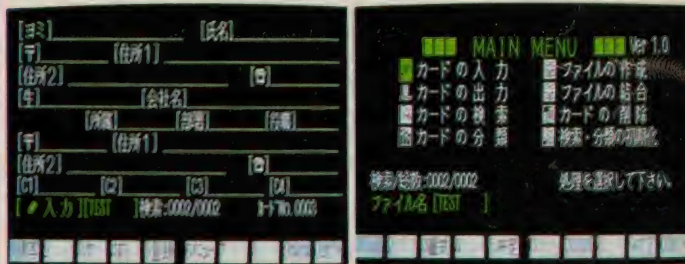 [ヨミ] [氏名]
[〒] [住所1]
[住所2] [☎]
[生] [会社名]
[所属] [部署] [役職]
[〒] [住所1]
[住所2] [☎]
[C1] [C2] [C3] [C4]
[入力][TEST ]検索:0002/0002 カードNo.0003
MAIN MENU Ver 1.0
カードの入力 ファイルの作成
カードの出力 ファイルの結合
カードの検索 カードの削除
カードの分類 検索・分類の初期化
検索/総数:0002/0002 処理を選択して下さい。
ファイル名[TEST ]